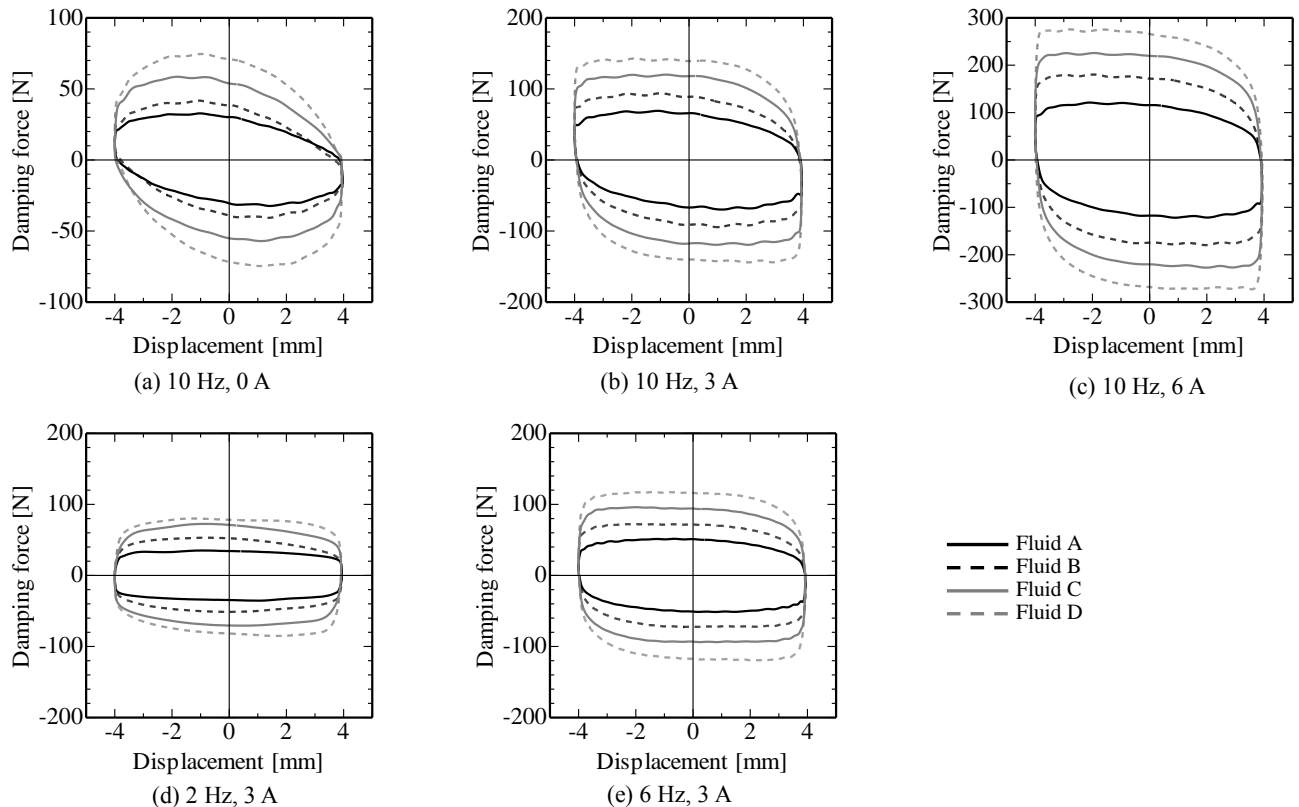 Damping force [N]
100
50
0
-50
-100
-4 -2 0 2 4
Displacement [mm]
(a) 10 Hz, 0 A
Damping force [N]
200
100
0
-100
-200
-4 -2 0 2 4
Displacement [mm]
(b) 10 Hz, 3 A
Damping force [N]
300
200
100
0
-100
-200
-300
-4 -2 0 2 4
Displacement [mm]
(c) 10 Hz, 6 A
Damping force [N]
200
100
0
-100
-200
-4 -2 0 2 4
Displacement [mm]
(d) 2 Hz, 3 A
Damping force [N]
200
100
0
-100
-200
-4 -2 0 2 4
Displacement [mm]
(e) 6 Hz, 3 A
Fluid A
Fluid B
Fluid C
Fluid D